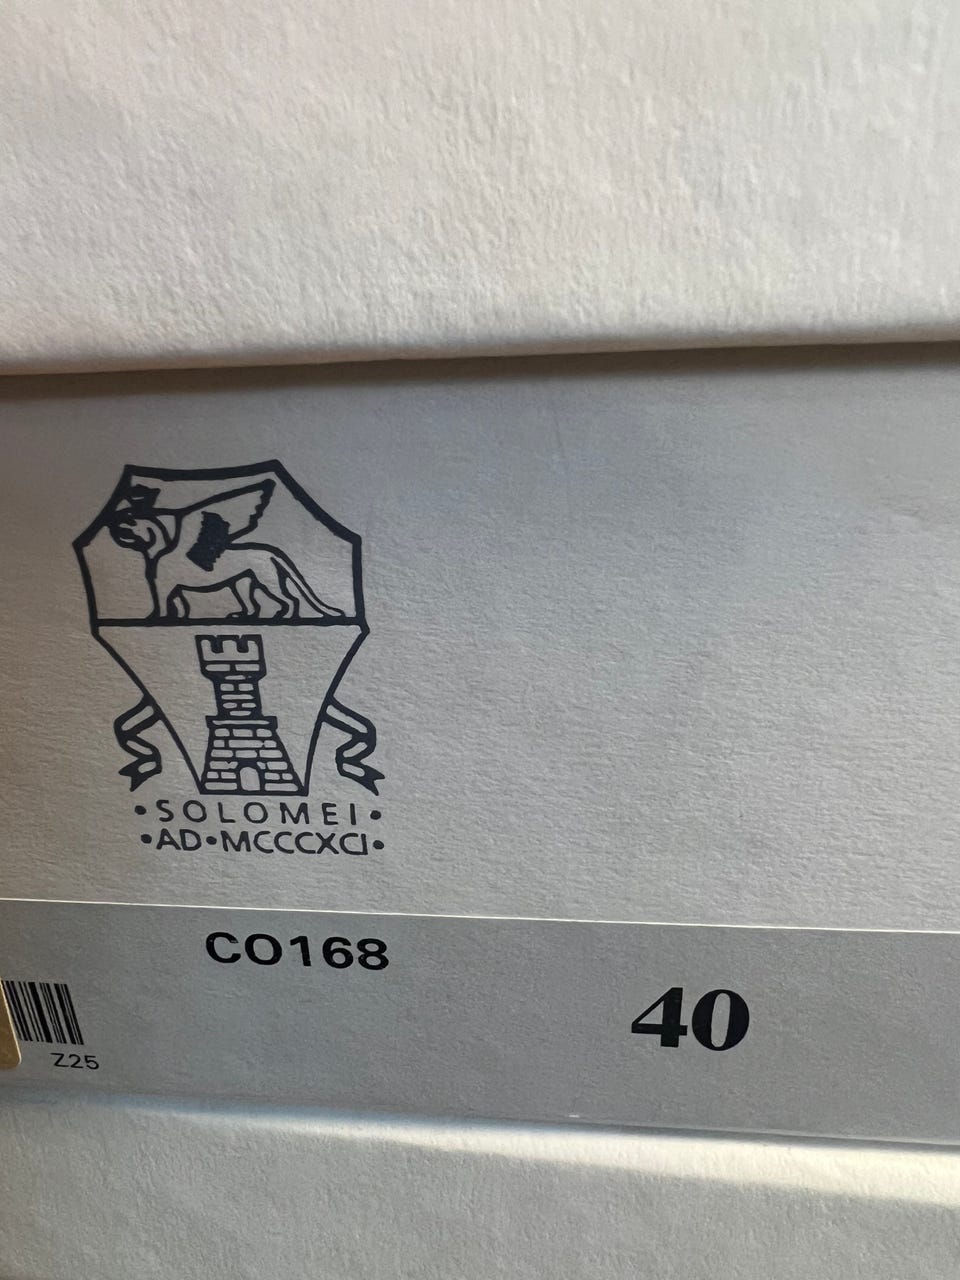 •SOLOMEI•
•AD•MCCCXCI•
CO168
40
Z25